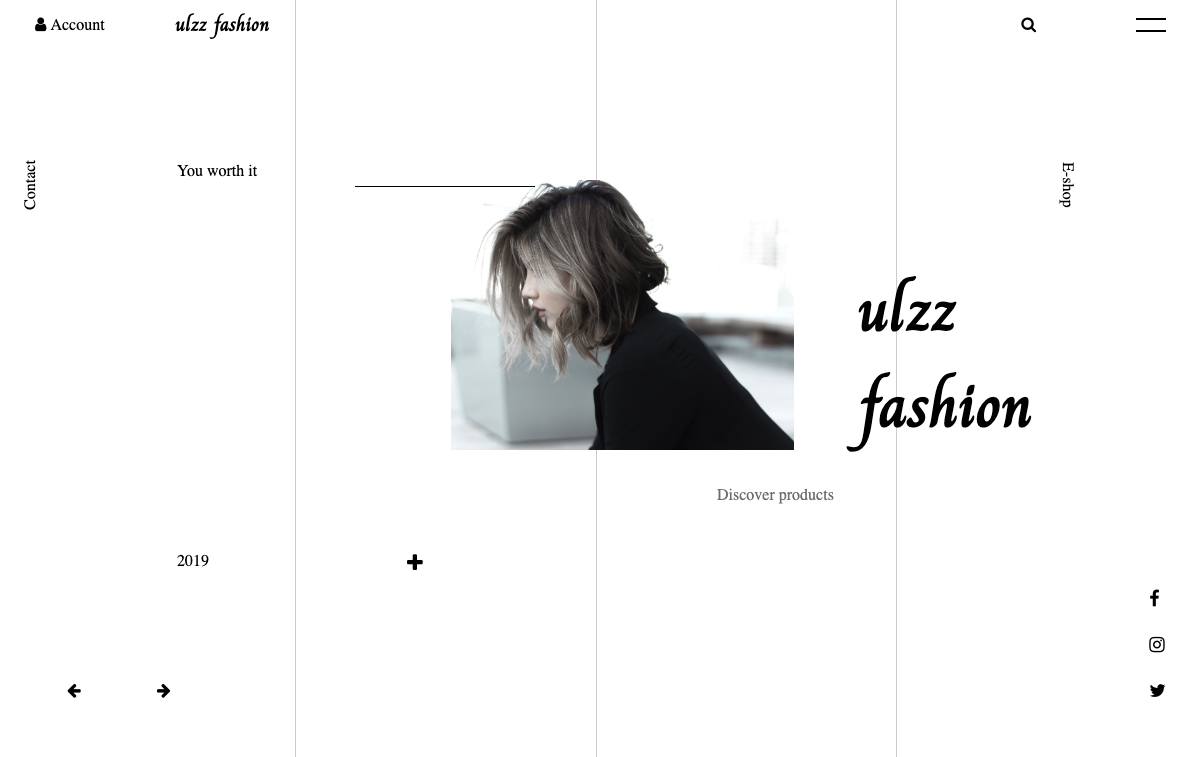 Account
ulzz fashion
Contact
You worth it
E-shop
ulzz
fashion
Discover products
2019